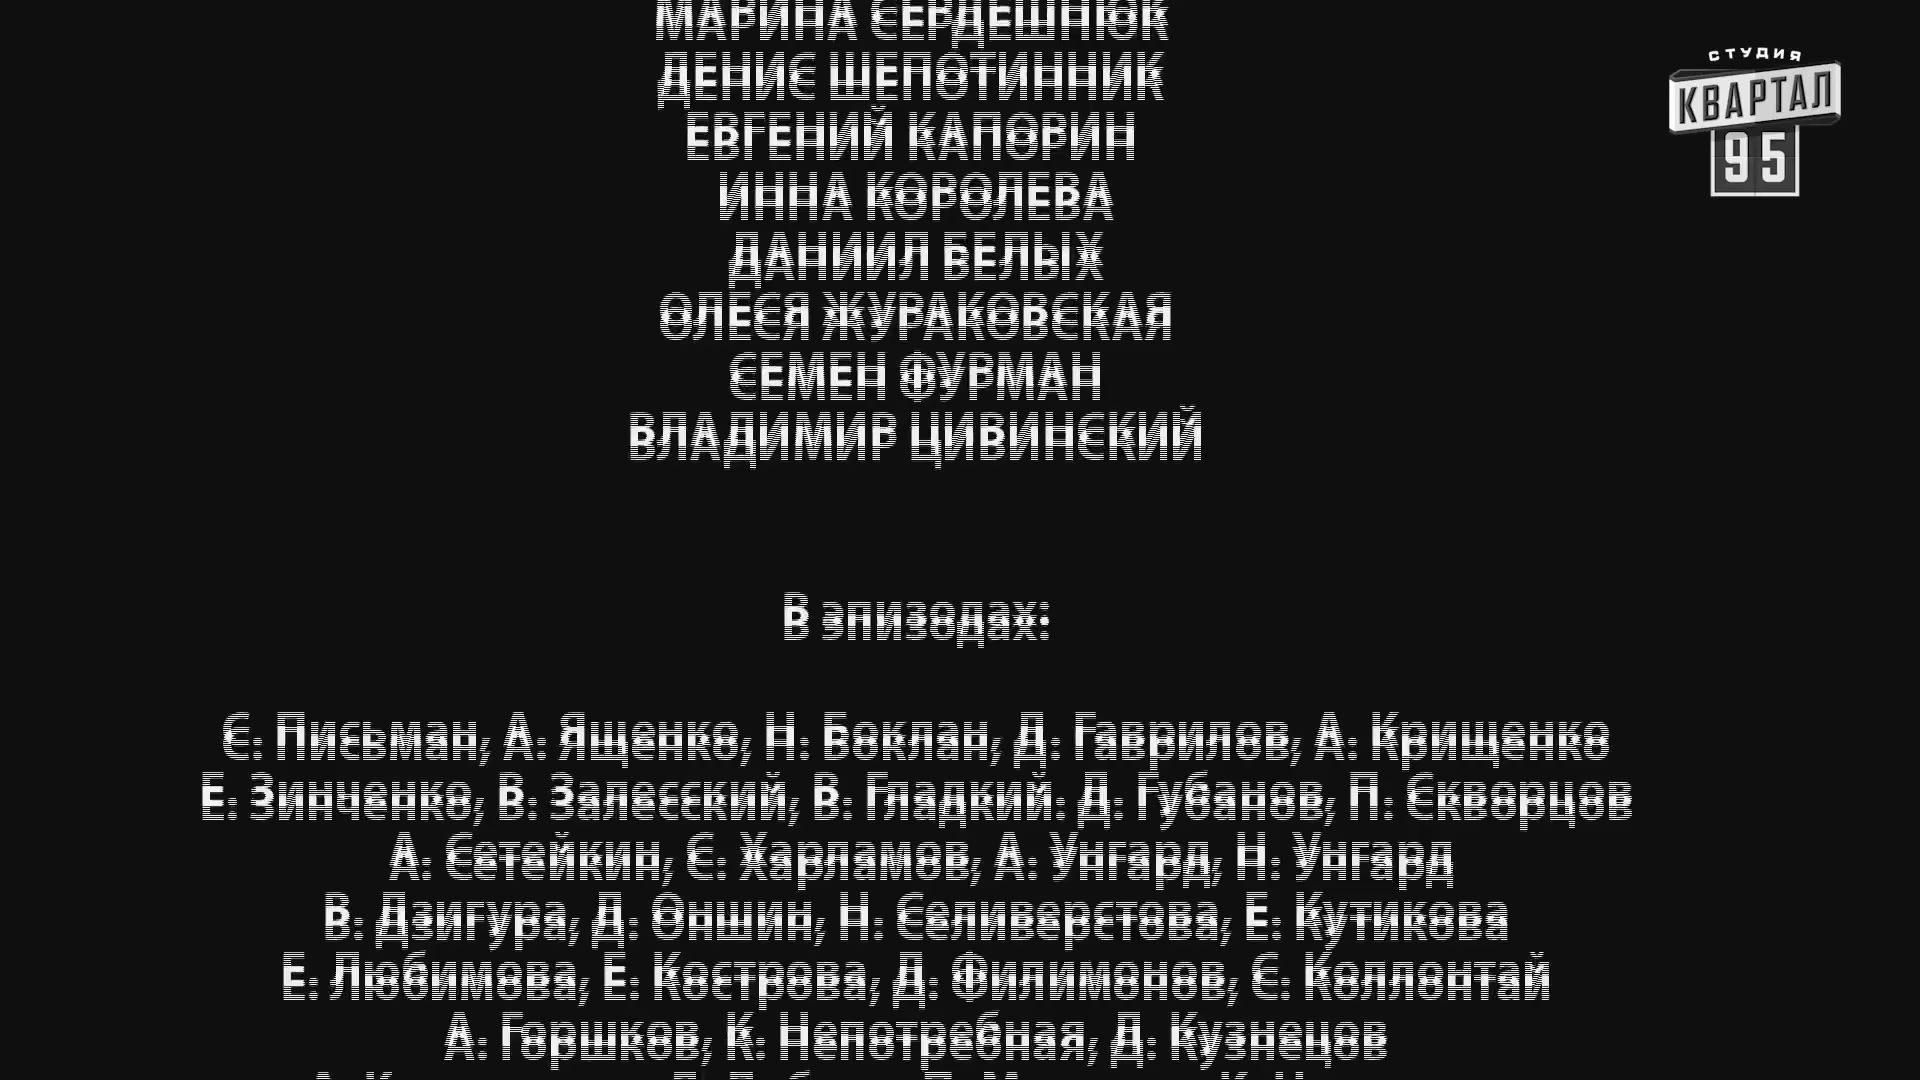 МАРИНА СЕРДЕШНЮК
ДЕНИС ШЕПОТИННИК
ЕВГЕНИЙ КАПОРИН
ИННА КОРОЛЕВА
ДАНИИЛ БЕЛЫХ
ОЛЕСЯ ЖУРАКОВСКАЯ
СЕМЕН ФУРМАН
ВЛАДИМИР ЦИВИНСКИЙ
СТУДИЯ
КВАРТАЛ
95
В эпизодах:
С. Письман, А. Ященко, Н. Боклан, Д. Гаврилов, А. Крищенко
Е. Зинченко, В. Залесский, В. Гладкий. Д. Губанов, П. Скворцов
А. Сетейкин, С. Харламов, А. Унгард, Н. Унгард
В. Дзигура, Д. Оншин, Н. Селиверстова, Е. Кутикова
Е. Любимова, Е. Кострова, Д. Филимонов, С. Коллонтай
А. Горшков, К. Непотребная, Д. Кузнецов